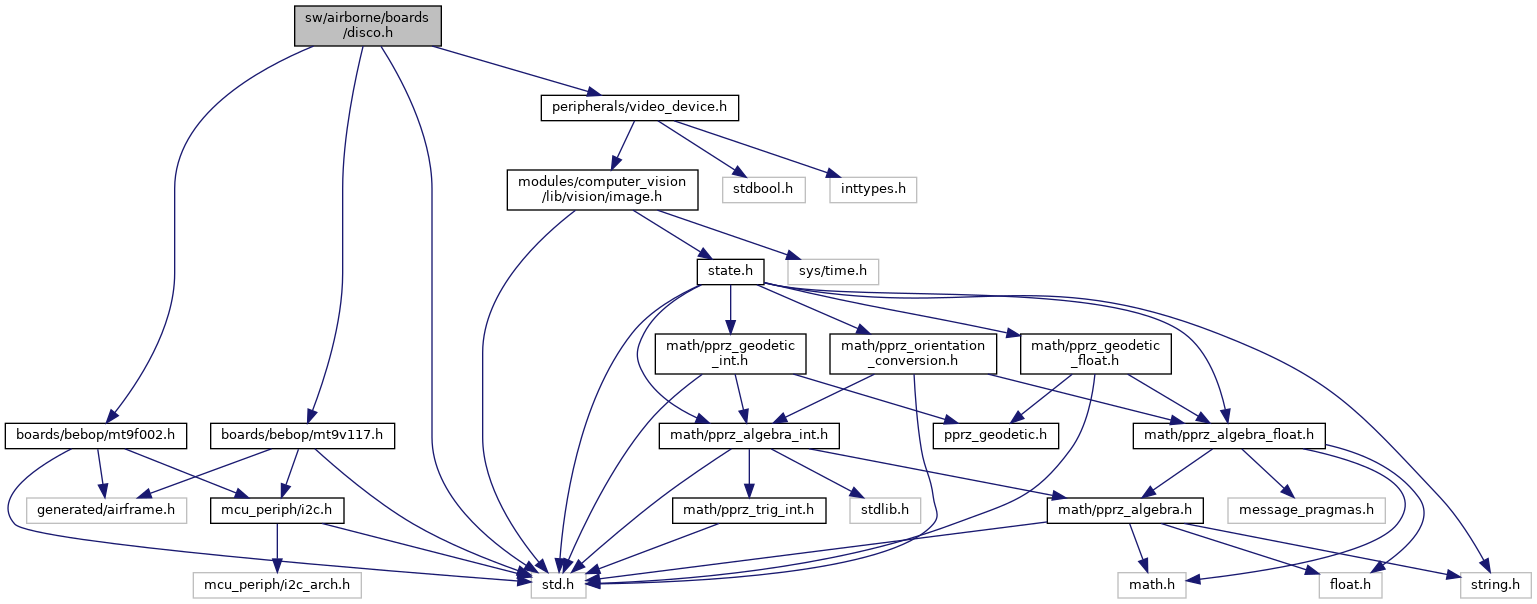 sw/airborne/boards
/disco.h
peripherals/video_device.h
modules/computer_vision
/lib/vision/image.h
stdbool.h
inttypes.h
state.h
sys/time.h
math/pprz_geodetic
_int.h
math/pprz_orientation
_conversion.h
math/pprz_geodetic
_float.h
boards/bebop/mt9f002.h
boards/bebop/mt9v117.h
math/pprz_algebra_int.h
pprz_geodetic.h
math/pprz_algebra_float.h
generated/airframe.h
mcu_periph/i2c.h
math/pprz_trig_int.h
stdlib.h
math/pprz_algebra.h
message_pragmas.h
mcu_periph/i2c_arch.h
std.h
math.h
float.h
string.h